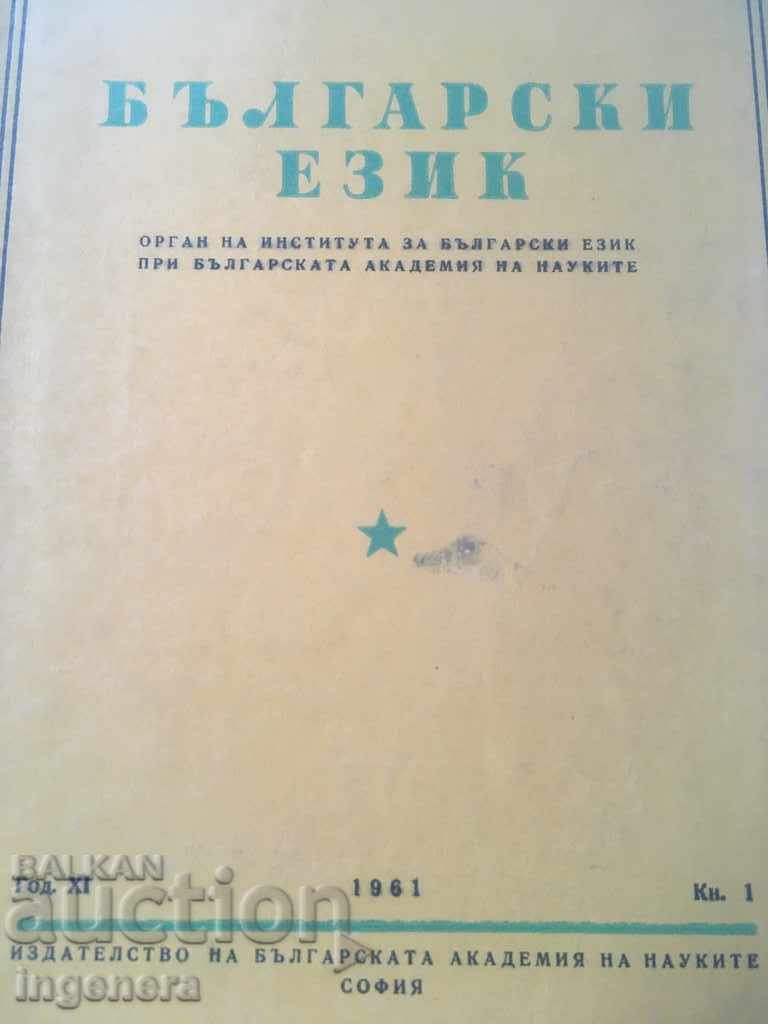 БЪЛГАРСКИ
ЕЗИК
ОРГАН НА ИНСТИТУТА ЗА БЪЛГАРСКИ ЕЗИК
ПРИ БЪЛГАРСКАТА АКАДЕМИЯ НА НАУКИТЕ
BALKAN
auction
Год. XI 1961 Кн. 1
ИЗДАТЕЛСТВО НА БЪЛГАРСКАТА АКАДЕМИЯ НА НАУКИТЕ
СОФИЯ
ingenera